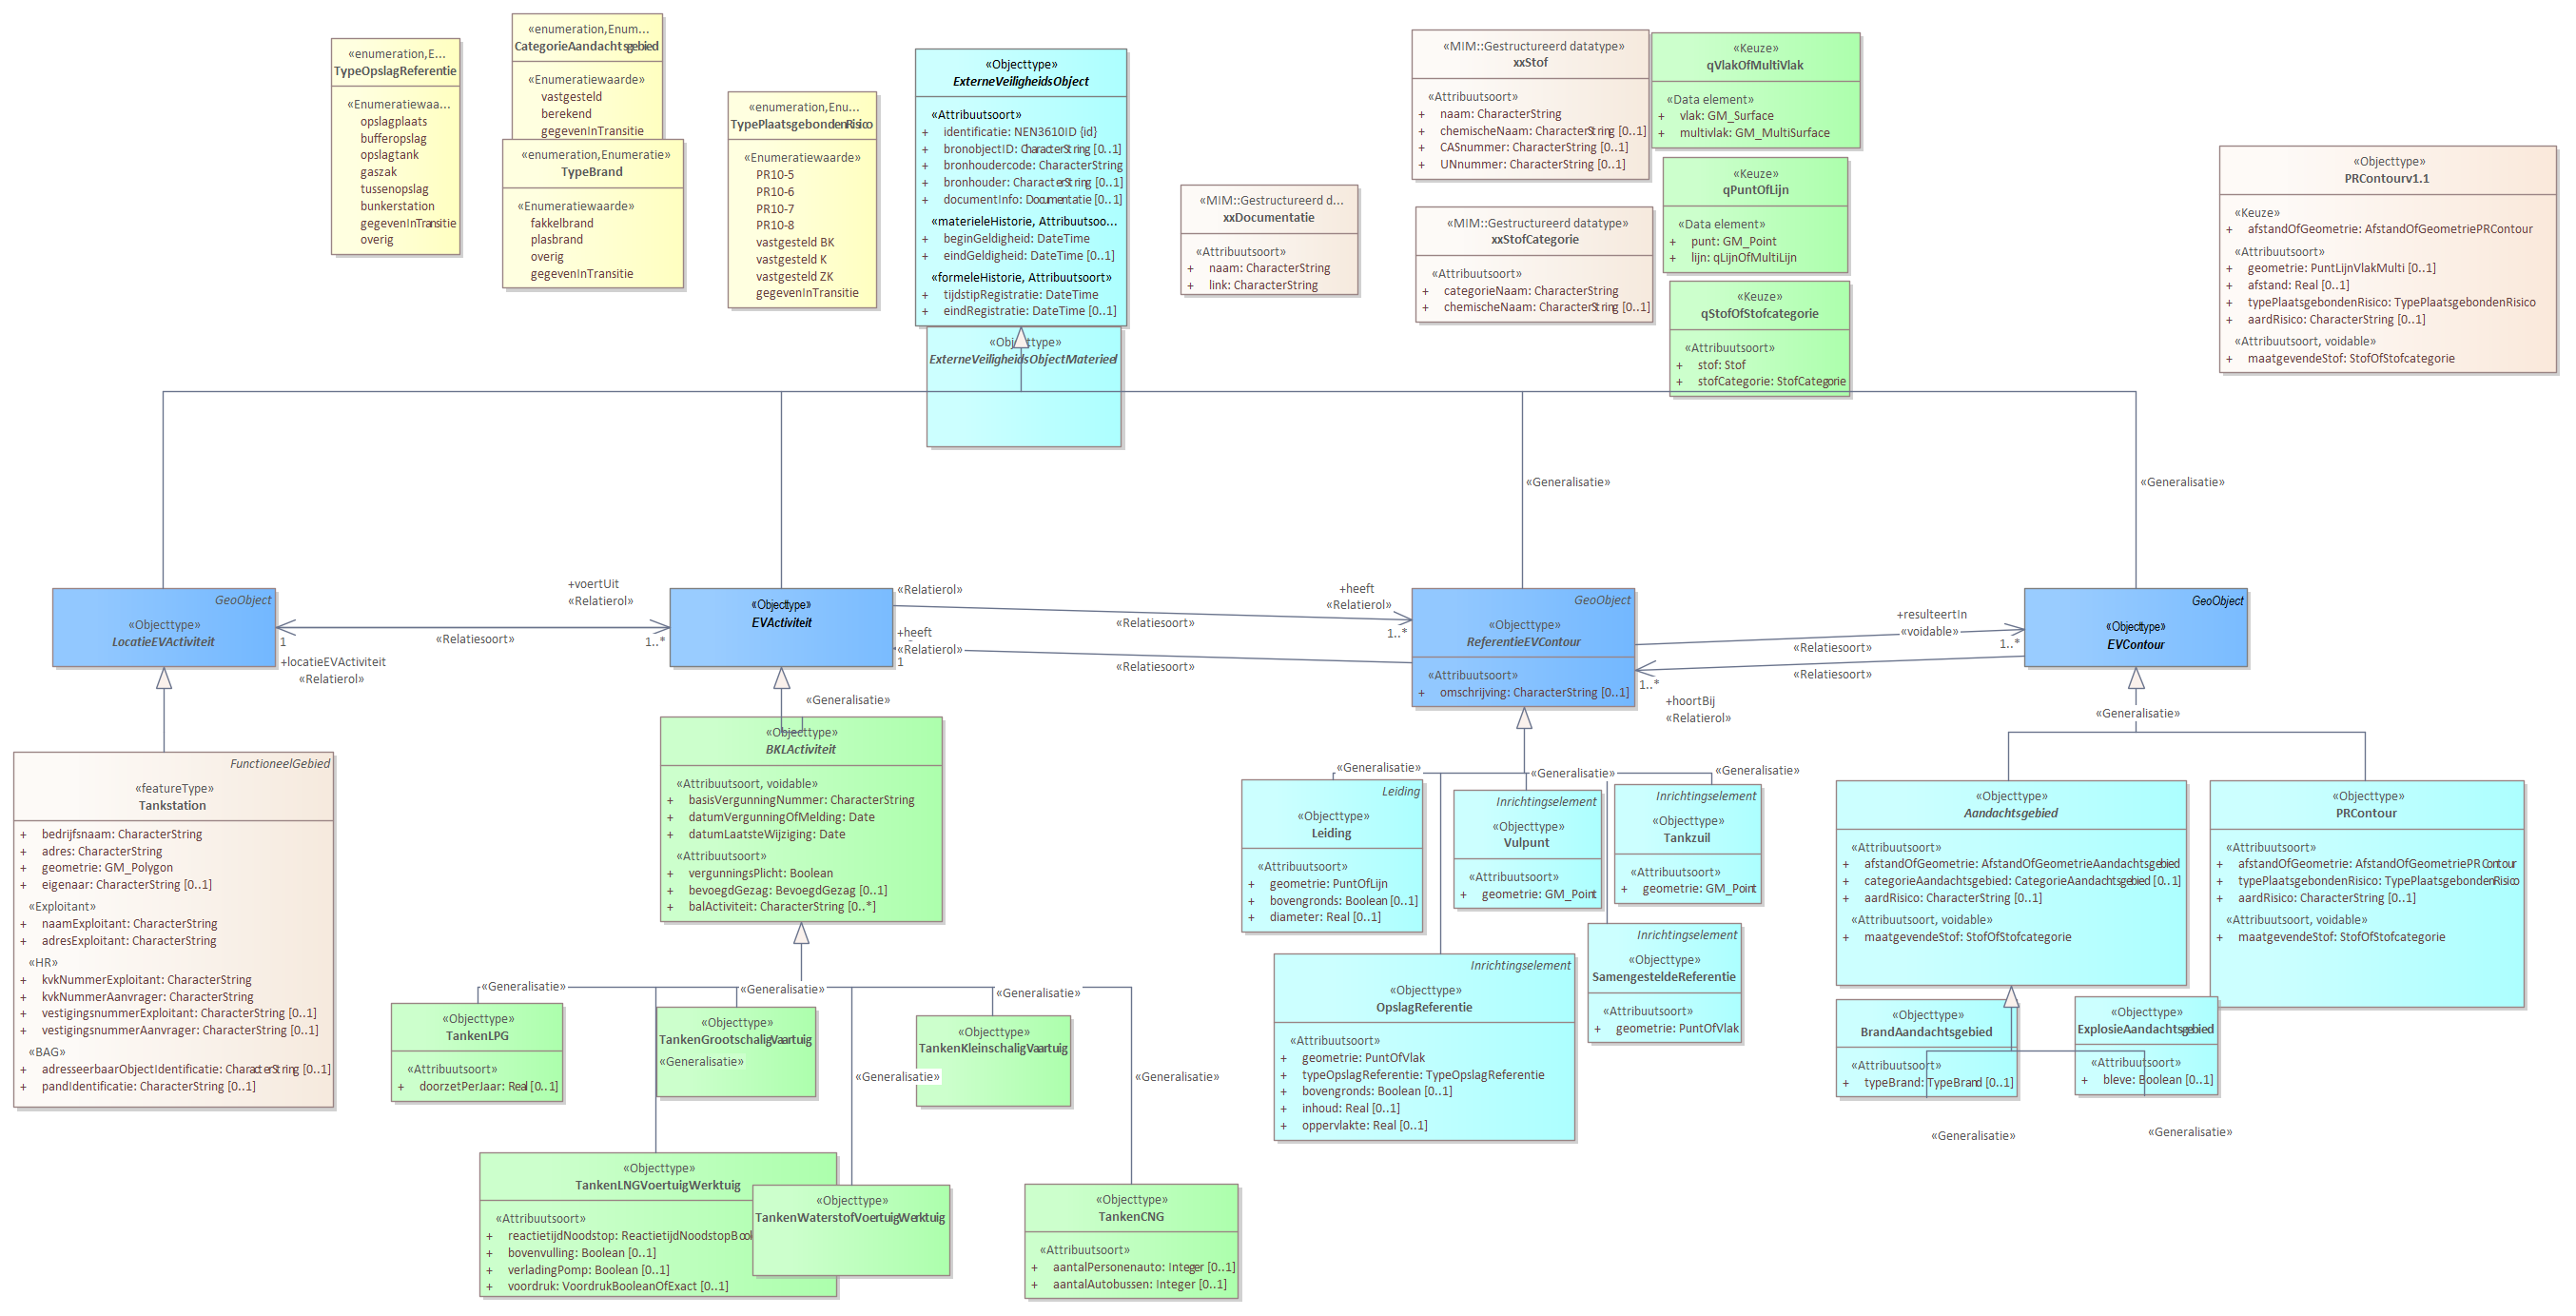 «enumeration,E...
TypeOpslagReferentie
«Enumeratiewaa...
opslagplaats
bufferopslag
opslagtank
gaszak
tussenopslag
bunkerstation
gegevenInTransitie
overig
«enumeration,Enum...
CategorieAandachtsgebied
«Enumeratiewaarde»
vastgesteld
berekend
gegevenInTransitie
«enumeration,Enumeratie»
TypeBrand
«Enumeratiewaarde»
fakkelbrand
plasbrand
overig
gegevenInTransitie
«enumeration,Enu...
TypePlaatsgebondenRisico
«Enumeratiewaarde»
PR10-5
PR10-6
PR10-7
PR10-8
vastgesteld BK
vastgesteld K
vastgesteld ZK
gegevenInTransitie
«Objecttype»
ExterneVeiligheidsObject
«Attribuutsoort»
+ identificatie: NEN3610ID {id}
+ bronobjectID: CharacterString [0..1]
+ bronhoudercode: CharacterString
+ bronhouder: CharacterString [0..1]
+ documentInfo: Documentatie [0..1]
«materieleHistorie, Attribuutsoo...
+ beginGeldigheid: DateTime
+ eindGeldigheid: DateTime [0..1]
«formeleHistorie, Attribuutsoort»
+ tijdstipRegistratie: DateTime
+ eindRegistratie: DateTime [0..1]
«Objecttype»
ExterneVeiligheidsObjectMaterieel
«MIM::Gestructureerd d...
xxDocumentatie
«Attribuutsoort»
+ naam: CharacterString
+ link: CharacterString
«MIM::Gestructureerd datatype»
xxStof
«Attribuutsoort»
+ naam: CharacterString
+ chemischeNaam: CharacterString [0..1]
+ CASnummer: CharacterString [0..1]
+ UNnummer: CharacterString [0..1]
«MIM::Gestructureerd datatype»
xxStofCategorie
«Attribuutsoort»
+ categorieNaam: CharacterString
+ chemischeNaam: CharacterString [0..1]
«Keuze»
qVlakOfMultiVlak
«Data element»
+ vlak: GM_Surface
+ multivlak: GM_MultiSurface
«Keuze»
qPuntOfLijn
«Data element»
+ punt: GM_Point
+ lijn: qLijnOfMultiLijn
«Keuze»
qStofOfStofcategorie
«Attribuutsoort»
+ stof: Stof
+ stofCategorie: StofCategorie
«Objecttype»
PRContourv1.1
«Keuze»
+ afstandOfGeometrie: AfstandOfGeometriePRContour
«Attribuutsoort»
+ geometrie: PuntLijnVlakMulti [0..1]
+ afstand: Real [0..1]
+ typePlaatsgebondenRisico: TypePlaatsgebondenRisico
+ aardRisico: CharacterString [0..1]
«Attribuutsoort, voidable»
+ maatgevendeStof: StofOfStofcategorie
«Generalisatie»
«Generalisatie»
GeoObject
«Objecttype»
LocatieEVActiviteit
1
+locatieEVActiviteit
«Relatierol»
«Relatiesoort»
+voertUit
«Relatierol»
1..*
«Objecttype»
EVActiviteit
«Relatierol»
+heeft
«Relatierol»
1
«Relatiesoort»
«Relatiesoort»
+heeft
«Relatierol»
1..*
GeoObject
«Objecttype»
ReferentieEVContour
«Attribuutsoort»
+ omschrijving: CharacterString [0..1]
1..*
+hoortBij
«Relatierol»
«Relatiesoort»
«Relatiesoort»
+resulteertIn
«voidable»
1..*
GeoObject
«Objecttype»
EVContour
«Generalisatie»
FunctioneelGebied
«featureType»
Tankstation
+ bedrijfsnaam: CharacterString
+ adres: CharacterString
+ geometrie: GM_Polygon
+ eigenaar: CharacterString [0..1]
«Exploitant»
+ naamExploitant: CharacterString
+ adresExploitant: CharacterString
«HR»
+ kvkNummerExploitant: CharacterString
+ kvkNummerAanvrager: CharacterString
+ vestigingsnummerExploitant: CharacterString [0..1]
+ vestigingsnummerAanvrager: CharacterString [0..1]
«BAG»
+ adresseerbaarObjectIdentificatie: CharacterString [0..1]
+ pandIdentificatie: CharacterString [0..1]
«Generalisatie»
«Objecttype»
BKLActiviteit
«Attribuutsoort, voidable»
+ basisVergunningNummer: CharacterString
+ datumVergunningOfMelding: Date
+ datumLaatsteWijziging: Date
«Attribuutsoort»
+ vergunningsPlicht: Boolean
+ bevoegdGezag: BevoegdGezag [0..1]
+ balActiviteit: CharacterString [0..*]
«Generalisatie»
«Generalisatie»
«Generalisatie»
«Generalisatie»
«Generalisatie»
«Generalisatie»
«Objecttype»
TankenLPG
«Attribuutsoort»
+ doorzetPerJaar: Real [0..1]
«Objecttype»
TankenGrootschaligVaartuig
«Objecttype»
TankenKleinschaligVaartuig
«Objecttype»
TankenLNGVoertuigWerktuig
«Attribuutsoort»
+ reactietijdNoodstop: ReactietijdNoodstopBool
+ bovenvulling: Boolean [0..1]
+ verladingPomp: Boolean [0..1]
+ voordruk: VoordrukBooleanOfExact [0..1]
«Objecttype»
TankenWaterstofVoertuigWerktuig
«Objecttype»
TankenCNG
«Attribuutsoort»
+ aantalPersonenauto: Integer [0..1]
+ aantalAutobussen: Integer [0..1]
«Generalisatie»
«Generalisatie»
«Generalisatie»
Leiding
«Objecttype»
Leiding
«Attribuutsoort»
+ geometrie: PuntOfLijn
+ bovengronds: Boolean [0..1]
+ diameter: Real [0..1]
Inrichtingselement
«Objecttype»
Vulpunt
«Attribuutsoort»
+ geometrie: GM_Point
Inrichtingselement
«Objecttype»
Tankzuil
«Attribuutsoort»
+ geometrie: GM_Point
Inrichtingselement
«Objecttype»
OpslagReferentie
«Attribuutsoort»
+ geometrie: PuntOfVlak
+ typeOpslagReferentie: TypeOpslagReferentie
+ bovengronds: Boolean [0..1]
+ inhoud: Real [0..1]
+ oppervlakte: Real [0..1]
Inrichtingselement
«Objecttype»
SamengesteldeReferentie
«Attribuutsoort»
+ geometrie: PuntOfVlak
«Objecttype»
Aandachtsgebied
«Attribuutsoort»
+ afstandOfGeometrie: AfstandOfGeometrieAandachtsgebied
+ categorieAandachtsgebied: CategorieAandachtsgebied [0..1]
+ aardRisico: CharacterString [0..1]
«Attribuutsoort, voidable»
+ maatgevendeStof: StofOfStofcategorie
«Objecttype»
PRContour
«Attribuutsoort»
+ afstandOfGeometrie: AfstandOfGeometriePRContour
+ typePlaatsgebondenRisico: TypePlaatsgebondenRisico
+ aardRisico: CharacterString [0..1]
«Attribuutsoort, voidable»
+ maatgevendeStof: StofOfStofcategorie
«Objecttype»
BrandAandachtsgebied
«Attribuutsoort»
+ typeBrand: TypeBrand [0..1]
«Objecttype»
ExplosieAandachtsgebied
«Attribuutsoort»
+ bleve: Boolean [0..1]
«Generalisatie»
«Generalisatie»